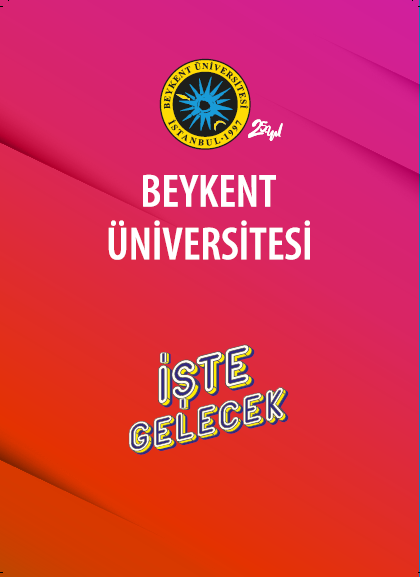 BEYKENT ÜNİVERSİTESİ
İSTANBUL·1997
25.yıl
BEYKENT
ÜNİVERSİTESİ
İŞTE
GELECEK